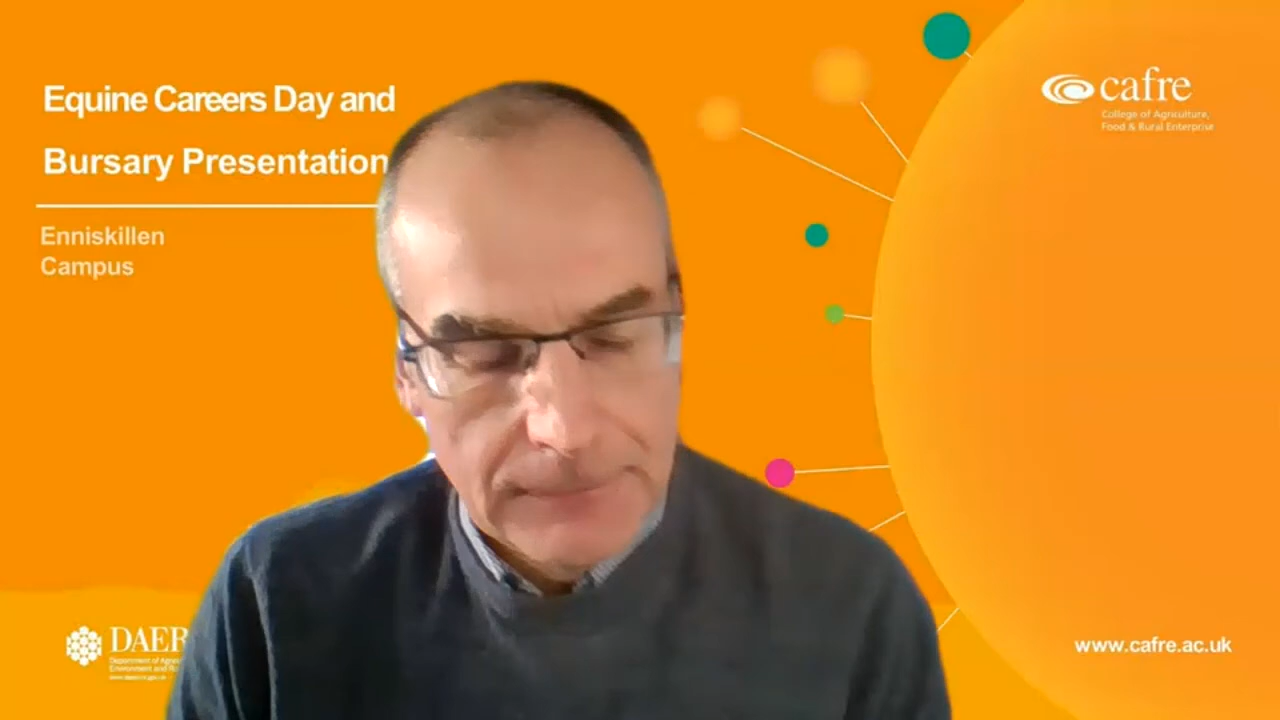 Equine Careers Day and
Bursary Presentation
Enniskillen
Campus
cafre
College of Agriculture,
Food & Rural Enterprise
DAER
www.cafre.ac.uk